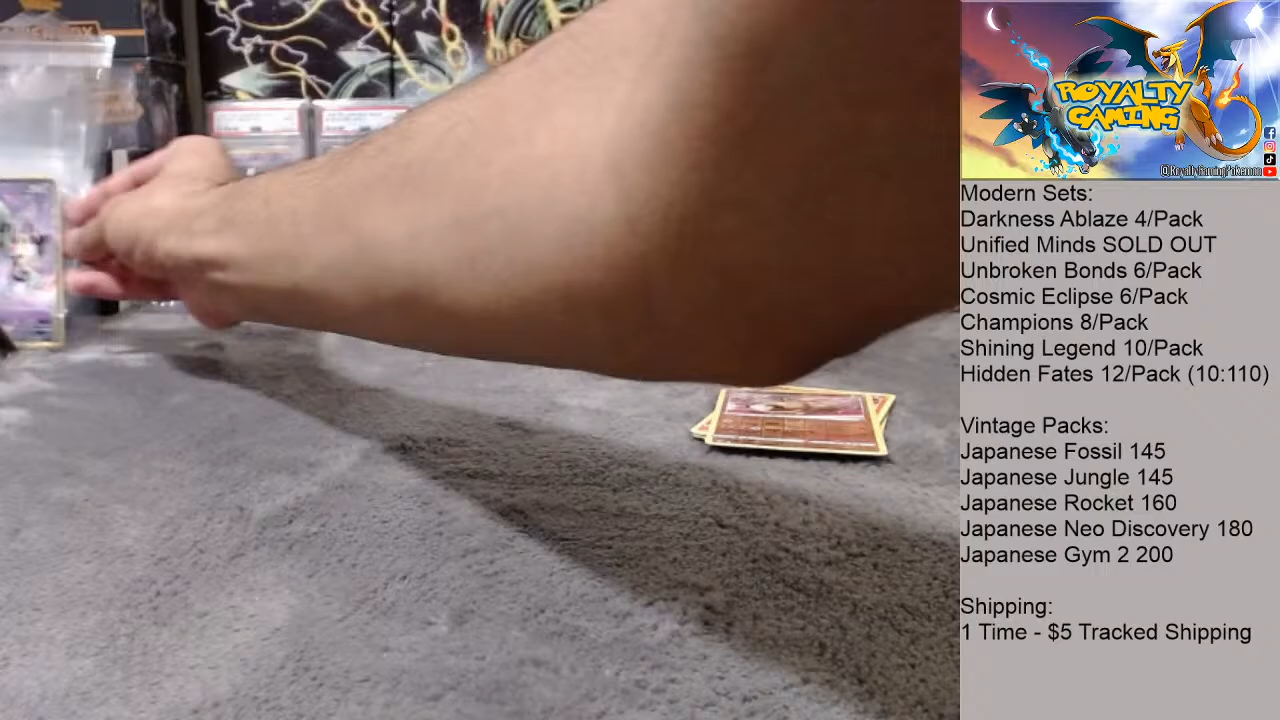 ROYALTY
GAMING
@RoyaltyGamingPokemon
Modern Sets:
Darkness Ablaze 4/Pack
Unified Minds SOLD OUT
Unbroken Bonds 6/Pack
Cosmic Eclipse 6/Pack
Champions 8/Pack
Shining Legend 10/Pack
Hidden Fates 12/Pack (10:110)
Vintage Packs:
Japanese Fossil 145
Japanese Jungle 145
Japanese Rocket 160
Japanese Neo Discovery 180
Japanese Gym 2 200
Shipping:
1 Time - $5 Tracked Shipping